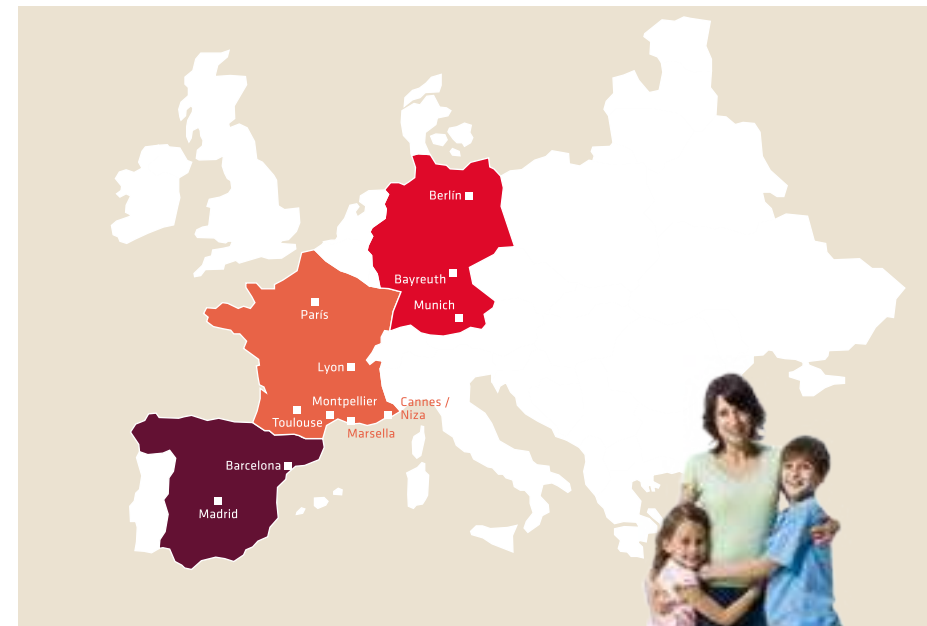 Berlín
Bayreuth
Munich
París
Lyon
Montpellier
Cannes /
Niza
Toulouse
Marsella
Barcelona
Madrid